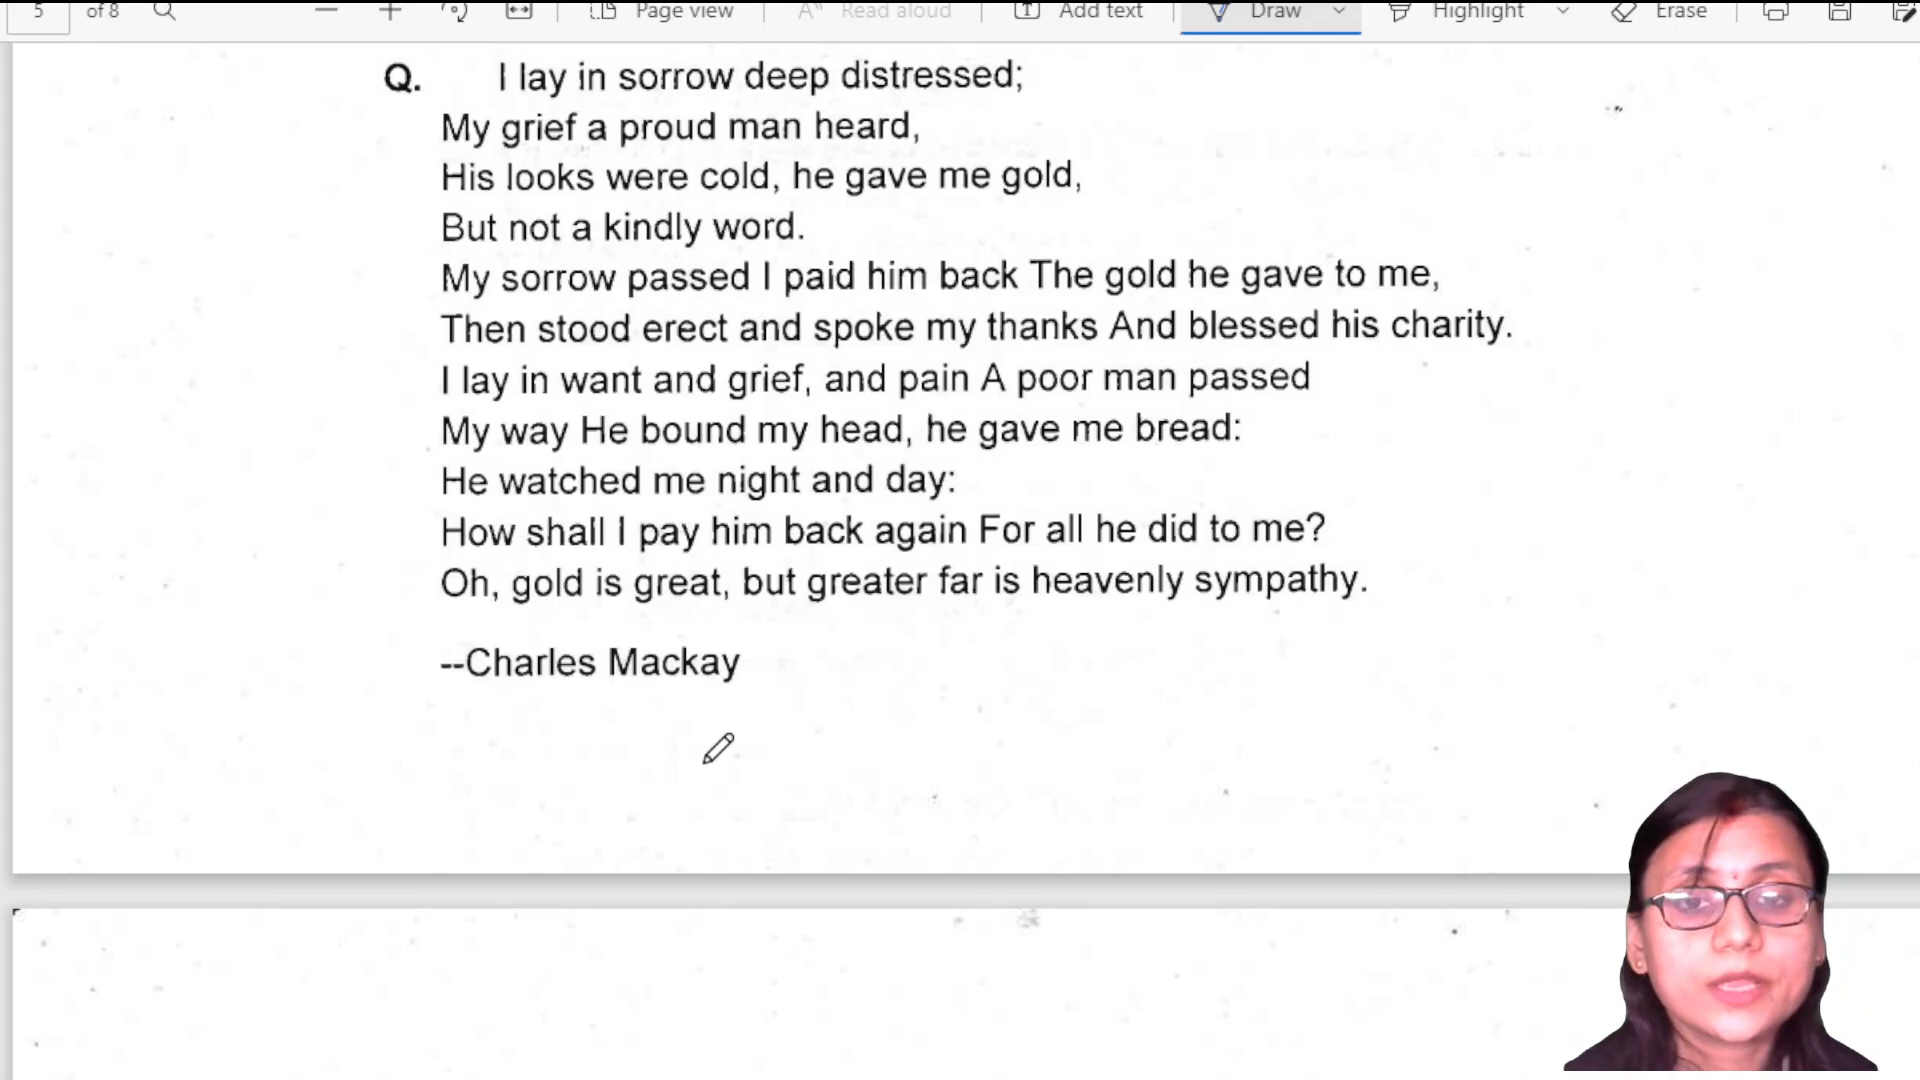 5 of 8 Page view Read aloud Add text Draw Highlight Erase
Q. I lay in sorrow deep distressed;
My grief a proud man heard,
His looks were cold, he gave me gold,
But not a kindly word.
My sorrow passed I paid him back The gold he gave to me,
Then stood erect and spoke my thanks And blessed his charity.
I lay in want and grief, and pain A poor man passed
My way He bound my head, he gave me bread:
He watched me night and day:
How shall I pay him back again For all he did to me?
Oh, gold is great, but greater far is heavenly sympathy.
--Charles Mackay